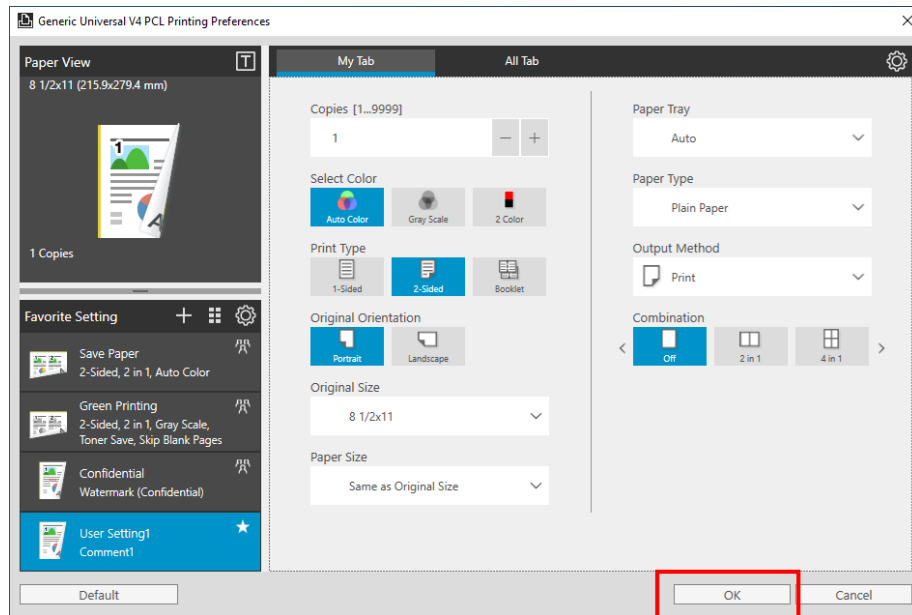 Generic Universal V4 PCL Printing Preferences
Paper View
T
8 1/2x11 (215.9x279.4 mm)
1
A
1 Copies
Favorite Setting
Save Paper
2-Sided, 2 in 1, Auto Color
Green Printing
2-Sided, 2 in 1, Gray Scale,
Toner Save, Skip Blank Pages
Confidential
Watermark (Confidential)
User Setting1
Comment1
Default
My Tab
All Tab
Copies [1...9999]
1
Select Color
Auto Color
Gray Scale
2 Color
Print Type
1-Sided
2-Sided
Booklet
Original Orientation
Portrait
Landscape
Original Size
8 1/2x11
Paper Size
Same as Original Size
Paper Tray
Auto
Paper Type
Plain Paper
Output Method
Print
Combination
Off
2 in 1
4 in 1
OK
Cancel